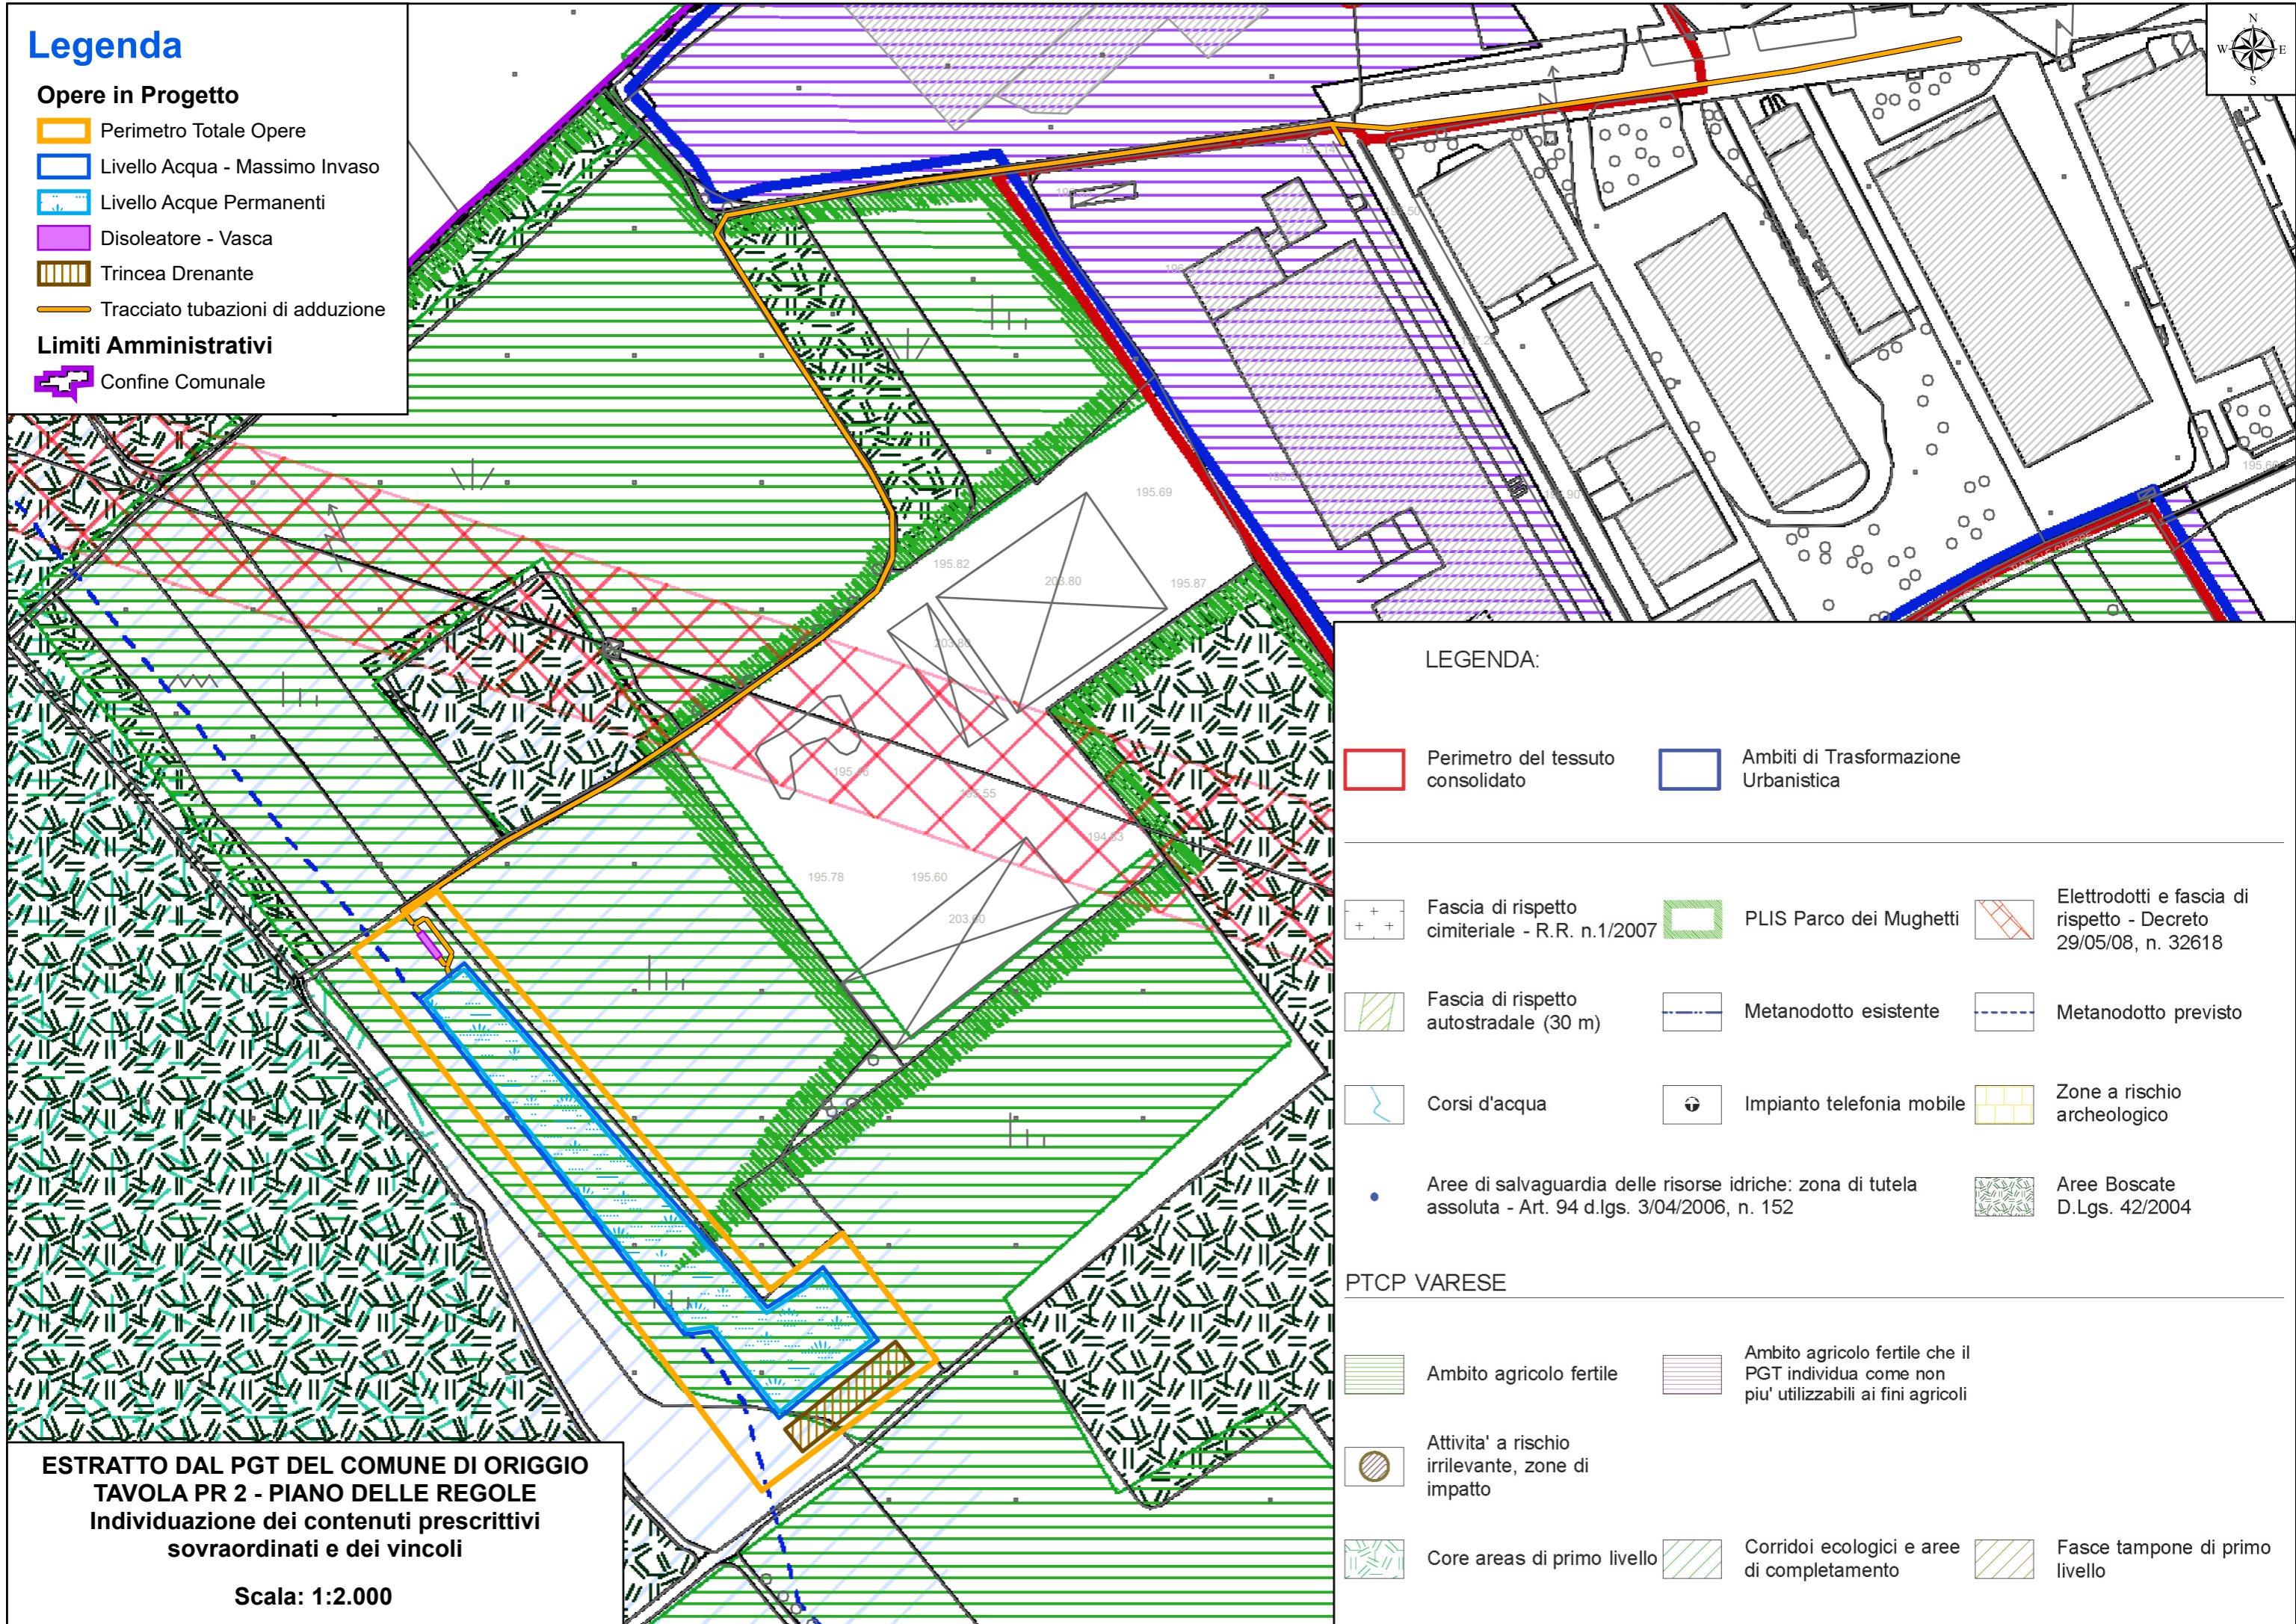 Legenda
Opere in Progetto
Perimetro Totale Opere
Livello Acqua - Massimo Invaso
Livello Acque Permanenti
Disoleatore - Vasca
Trincea Drenante
Tracciato tubazioni di adduzione
Limiti Amministrativi
Confine Comunale
N
W E
S
195.69
195.82
203.80
195.87
203.80
195.55
194.83
195.78
195.60
203.60
LEGENDA:
Perimetro del tessuto
consolidato
Ambiti di Trasformazione
Urbanistica
Fascia di rispetto
cimiteriale - R.R. n.1/2007
PLIS Parco dei Mughetti
Elettrodotti e fascia di
rispetto - Decreto
29/05/08, n. 32618
Fascia di rispetto
autostradale (30 m)
Metanodotto esistente
Metanodotto previsto
Corsi d'acqua
Impianto telefonia mobile
Zone a rischio
archeologico
Aree di salvaguardia delle risorse idriche: zona di tutela
assoluta - Art. 94 d.lgs. 3/04/2006, n. 152
Aree Boscate
D.Lgs. 42/2004
PTCP VARESE
Ambito agricolo fertile
Ambito agricolo fertile che il
PGT individua come non
piu' utilizzabili ai fini agricoli
Attivita' a rischio
irrilevante, zone di
impatto
Core areas di primo livello
Corridoi ecologici e aree
di completamento
Fasce tampone di primo
livello
ESTRATTO DAL PGT DEL COMUNE DI ORIGGIO
TAVOLA PR 2 - PIANO DELLE REGOLE
Individuazione dei contenuti prescrittivi
sovraordinati e dei vincoli
Scala: 1:2.000